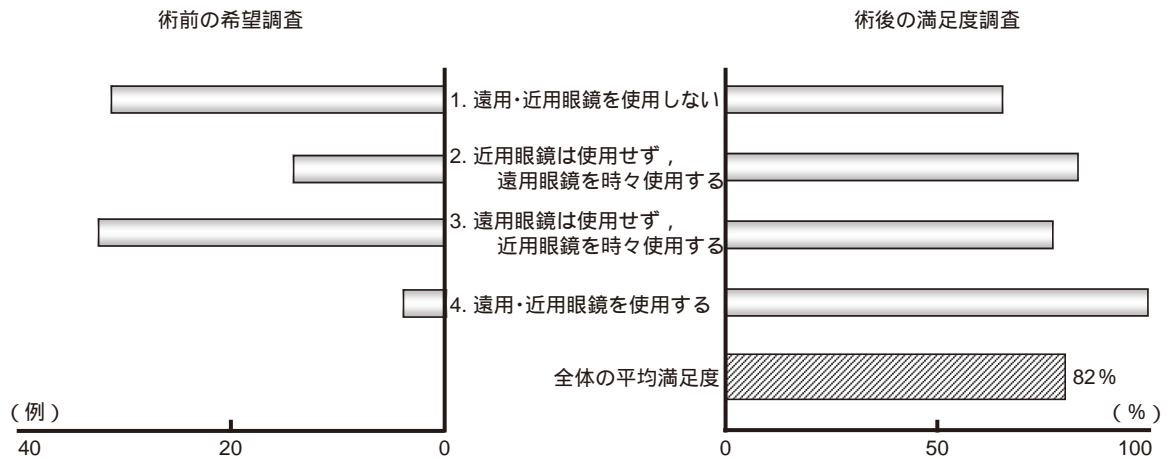 術前の希望調査
術後の満足度調査
1. 遠用・近用眼鏡を使用しない
2. 近用眼鏡は使用せず，
遠用眼鏡を時々使用する
3. 遠用眼鏡は使用せず，
近用眼鏡を時々使用する
4. 遠用・近用眼鏡を使用する
全体の平均満足度
82%
（例）
（%）
40
20
0
0
50
100